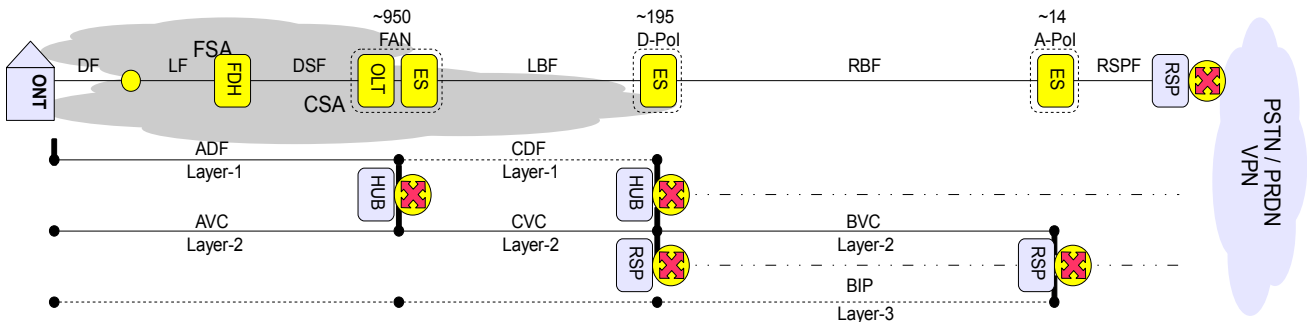 ~950
FAN
~195
D-PoI
~14
A-PoI
FSA
DF
LF
DSF
LBF
RBF
RSPF
ONT
FDH
OLT
ES
ES
ES
RSP
CSA
PSTN / PRDN
VPN
ADF
Layer-1
CDF
Layer-1
HUB
HUB
AVC
Layer-2
CVC
Layer-2
BVC
Layer-2
RSP
RSP
BIP
Layer-3